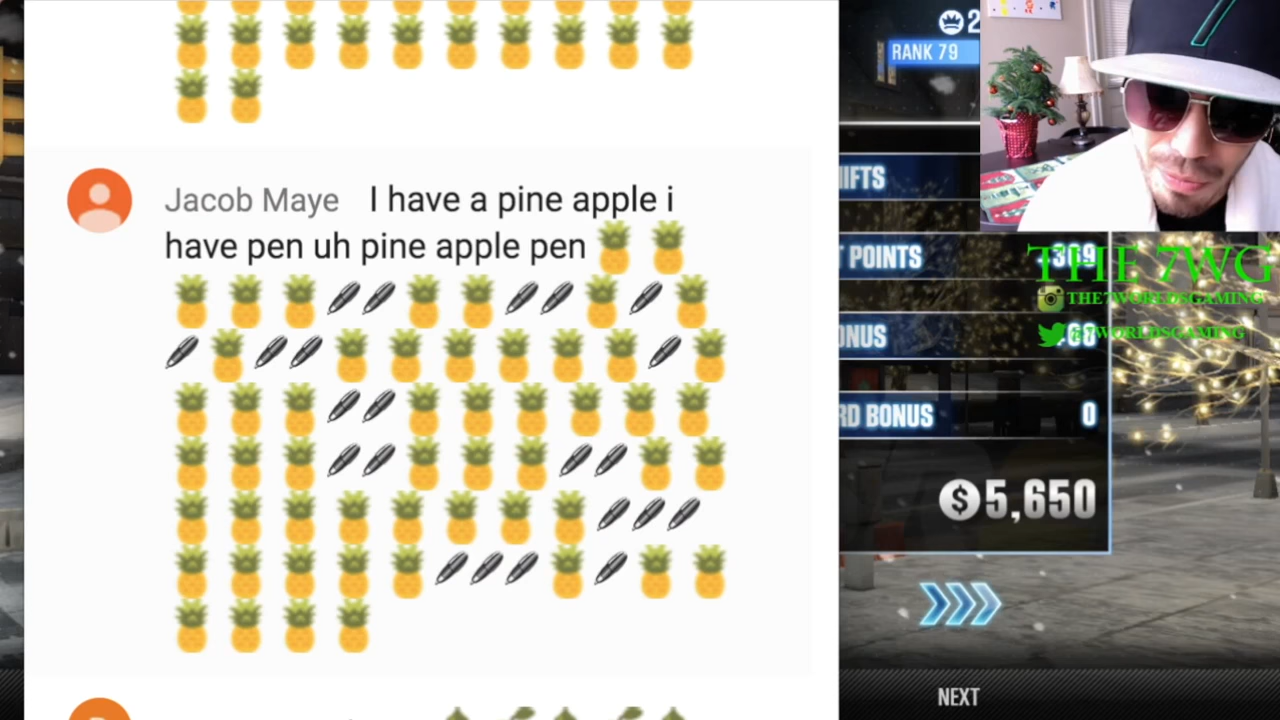 Jacob Maye I have a pine apple i
have pen uh pine apple pen
RANK 79
2
IFTS
POINTS
ONUS
RD BONUS 0
$5,650
NEXT
THE 7WG
THE7WORLDSGAMING